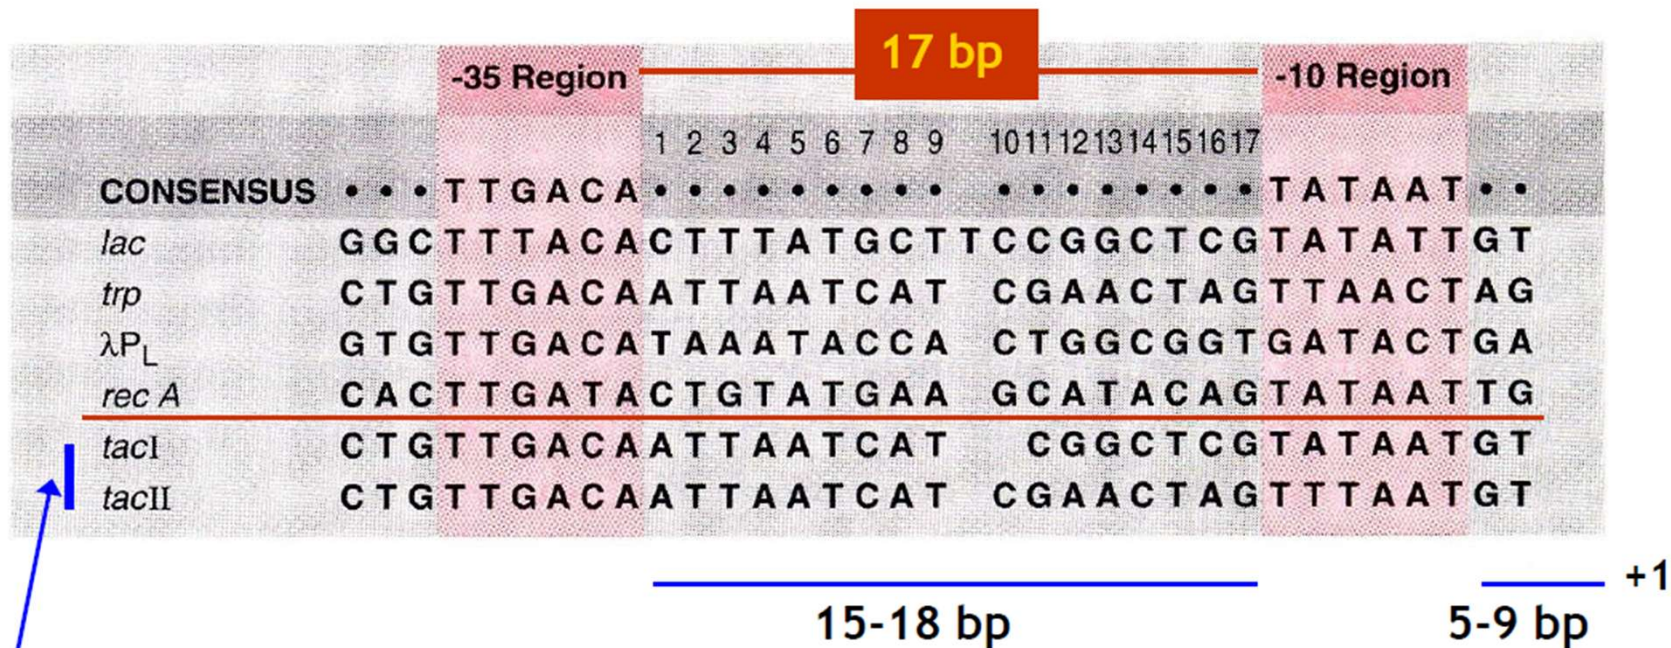 17 bp
-35 Region -10 Region
1 2 3 4 5 6 7 8 9 10 11 12 13 14 15 16 17
CONSENSUS • • • T T G A C A • • • • • • • • • • • • • • • • • T A T A A T • •
lac G G C T T T A C A C T T T A T G C T T C C G G C T C G T A T A T T G T
trp C T G T T G A C A A T T A A T C A T C G A A C T A G T T A A C T A G
λPL G T G T T G A C A T A A A T A C C A C T G G C G G T G A T A C T G A
rec A C A C T T G A T A C T G T A T G A A G C A T A C A G T A T A A T T G
tacI C T G T T G A C A A T T A A T C A T C G G C T C G T A T A A T G T
tacII C T G T T G A C A A T T A A T C A T C G A A C T A G T T T A A T G T
+1
15-18 bp 5-9 bp